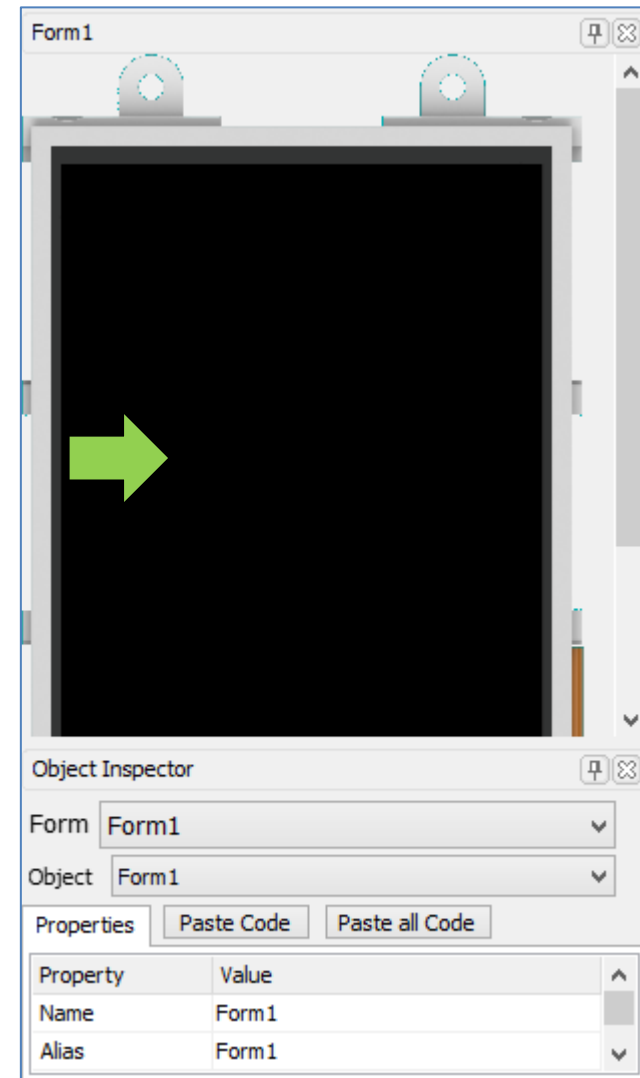 Form1
Object Inspector
Form Form1
Object Form1
Properties Paste Code Paste all Code
Property Value
Name Form1
Alias Form1